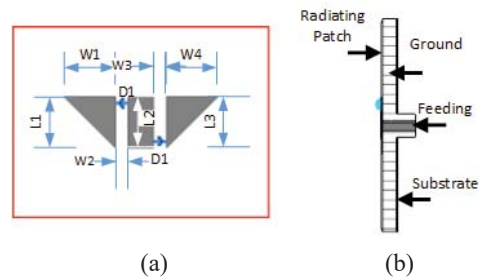 W1
W3
W4
D1
L1
L2
L3
W2
D1
(a)
Radiating
Patch
Ground
Feeding
Substrate
(b)